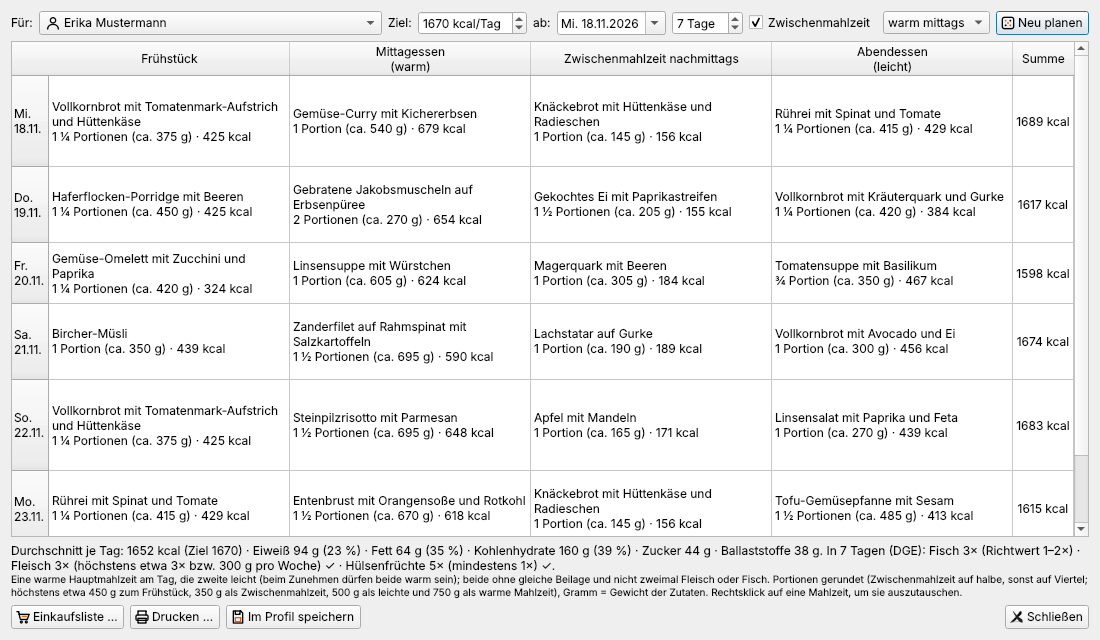 Für: Erika Mustermann Ziel: 1670 kcal/Tag ab: Mi. 18.11.2026 7 Tage Zwischenmahlzeit warm mittags Neu planen
Frühstück Mittagessen (warm) Zwischenmahlzeit nachmittags Abendessen (leicht) Summe
Mi. 18.11.
Vollkornbrot mit Tomatenmark-Aufstrich
und Hüttenkäse
1 ¼ Portionen (ca. 375 g) · 425 kcal
Gemüse-Curry mit Kichererbsen
1 Portion (ca. 540 g) · 679 kcal
Knäckebrot mit Hüttenkäse und
Radieschen
1 Portion (ca. 145 g) · 156 kcal
Rührei mit Spinat und Tomate
1 ¼ Portionen (ca. 415 g) · 429 kcal
1689 kcal
Do. 19.11.
Haferflocken-Porridge mit Beeren
1 ¼ Portionen (ca. 450 g) · 425 kcal
Gebratene Jakobsmuscheln auf
Erbsenpüree
2 Portionen (ca. 270 g) · 654 kcal
Gekochtes Ei mit Paprikastreifen
1 ½ Portionen (ca. 205 g) · 155 kcal
Vollkornbrot mit Kräuterquark und Gurke
1 ¼ Portionen (ca. 420 g) · 384 kcal
1617 kcal
Fr. 20.11.
Gemüse-Omelett mit Zucchini und
Paprika
1 ¼ Portionen (ca. 420 g) · 324 kcal
Linsensuppe mit Würstchen
1 Portion (ca. 605 g) · 624 kcal
Magerquark mit Beeren
1 Portion (ca. 305 g) · 184 kcal
Tomatensuppe mit Basilikum
¾ Portion (ca. 350 g) · 467 kcal
1598 kcal
Sa. 21.11.
Bircher-Müsli
1 Portion (ca. 350 g) · 439 kcal
Zanderfilet auf Rahmspinat mit
Salzkartoffeln
1 ½ Portionen (ca. 695 g) · 590 kcal
Lachstatar auf Gurke
1 Portion (ca. 190 g) · 189 kcal
Vollkornbrot mit Avocado und Ei
1 Portion (ca. 300 g) · 456 kcal
1674 kcal
So. 22.11.
Vollkornbrot mit Tomatenmark-Aufstrich
und Hüttenkäse
1 ¼ Portionen (ca. 375 g) · 425 kcal
Steinpilzrisotto mit Parmesan
1 ½ Portionen (ca. 695 g) · 648 kcal
Apfel mit Mandeln
1 Portion (ca. 165 g) · 171 kcal
Linsensalat mit Paprika und Feta
1 Portion (ca. 270 g) · 439 kcal
1683 kcal
Mo. 23.11.
Rührei mit Spinat und Tomate
1 ¼ Portionen (ca. 415 g) · 429 kcal
Entenbrust mit Orangensoße und Rotkohl
1 ½ Portionen (ca. 670 g) · 618 kcal
Knäckebrot mit Hüttenkäse und
Radieschen
1 Portion (ca. 145 g) · 156 kcal
Tofu-Gemüsepfanne mit Sesam
1 ½ Portionen (ca. 485 g) · 413 kcal
1615 kcal
Durchschnitt je Tag: 1652 kcal (Ziel 1670) · Eiweiß 94 g (23 %) · Fett 64 g (35 %) · Kohlenhydrate 160 g (39 %) · Zucker 44 g · Ballaststoffe 38 g. In 7 Tagen (DGE): Fisch 3× (Richtwert 1–2×) ·
Fleisch 3× (höchstens etwa 3× bzw. 300 g pro Woche) ✓ · Hülsenfrüchte 5× (mindestens 1×) ✓.
Eine warme Hauptmahlzeit am Tag, die zweite leicht (beim Zunehmen dürfen beide warm sein); beide ohne gleiche Beilage und nicht zweimal Fleisch oder Fisch. Portionen gerundet (Zwischenmahlzeit auf halbe, sonst auf Viertel;
höchstens etwa 450 g zum Frühstück, 350 g als Zwischenmahlzeit, 500 g als leichte und 750 g als warme Mahlzeit), Gramm = Gewicht der Zutaten. Rechtsklick auf eine Mahlzeit, um sie auszutauschen.
Einkaufsliste ... Drucken ... Im Profil speichern Schließen